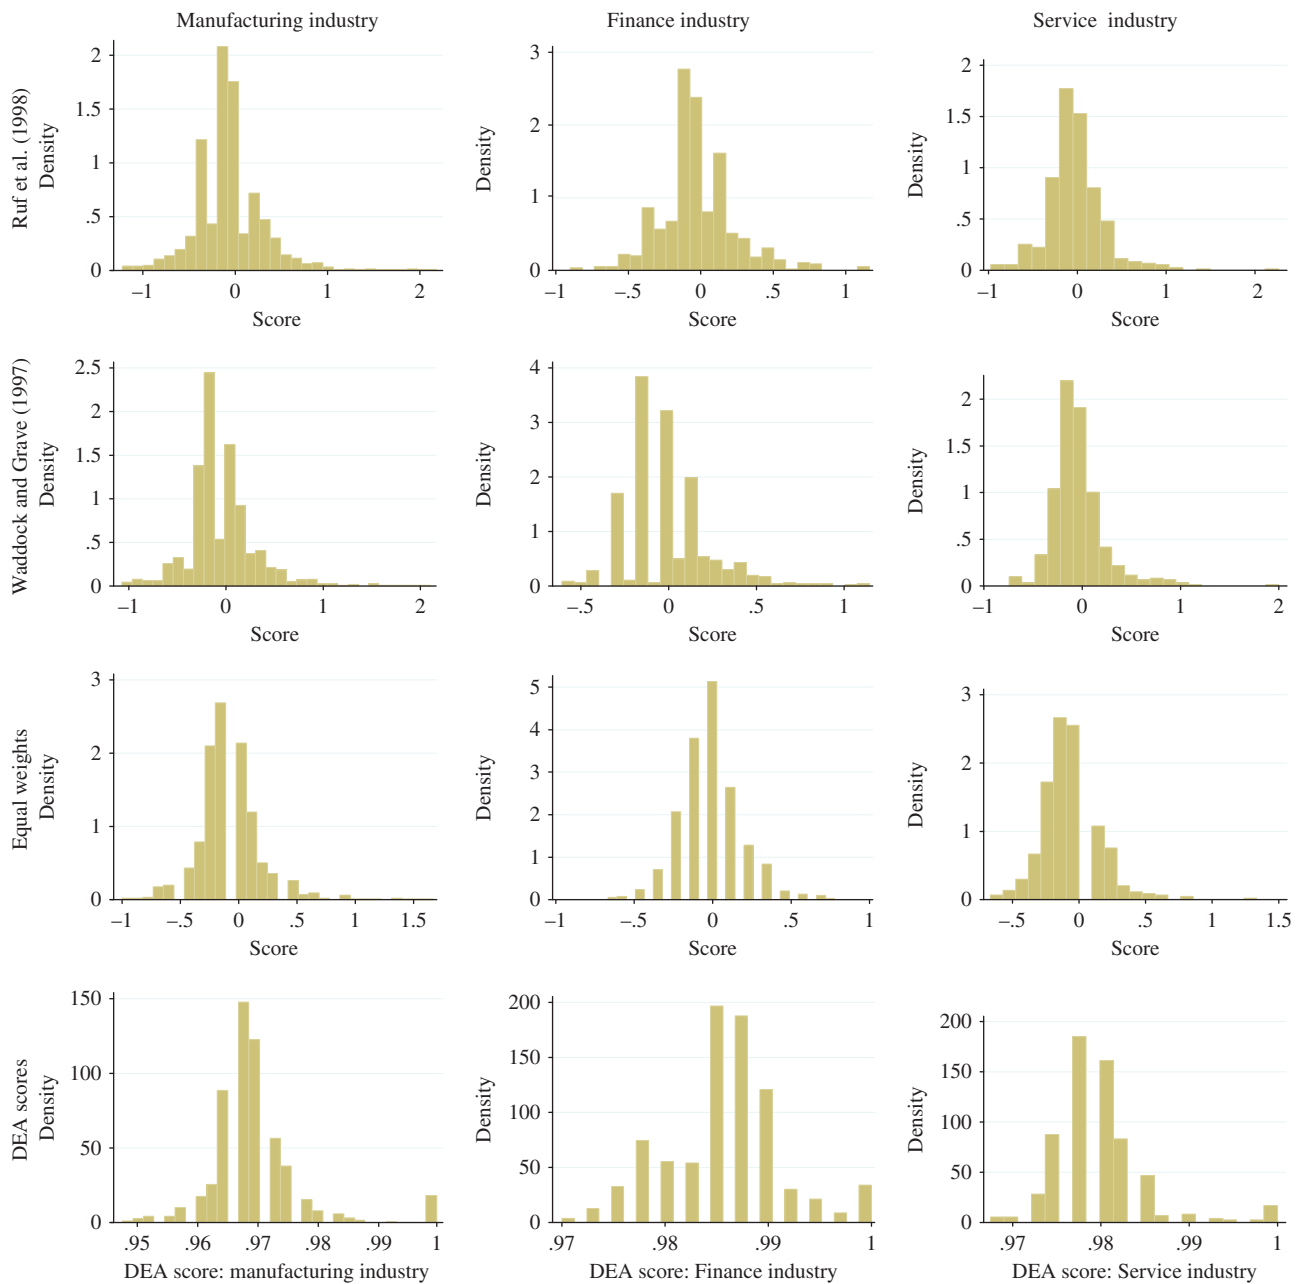 Manufacturing industry
Finance industry
Service industry
Ruf et al. (1998)
Density
2
1.5
1
.5
0
–1 0 1 2
Score
Density
3
2
1
0
–1 –.5 0 .5 1
Score
Density
2
1.5
1
.5
0
–1 0 1 2
Score
Waddock and Grave (1997)
Density
2.5
2
1.5
1
.5
0
–1 0 1 2
Score
Density
4
3
2
1
0
–.5 0 .5 1
Score
Density
2
1.5
1
.5
0
–1 0 1 2
Score
Equal weights
Density
3
2
1
0
–1 –.5 0 .5 1 1.5
Score
Density
5
4
3
2
1
0
–1 –.5 0 .5 1
Score
Density
3
2
1
0
–.5 0 .5 1 1.5
Score
DEA scores
Density
150
100
50
0
.95 .96 .97 .98 .99 1
DEA score: manufacturing industry
Density
200
150
100
50
0
.97 .98 .99 1
DEA score: Finance industry
Density
200
150
100
50
0
.97 .98 .99 1
DEA score: Service industry